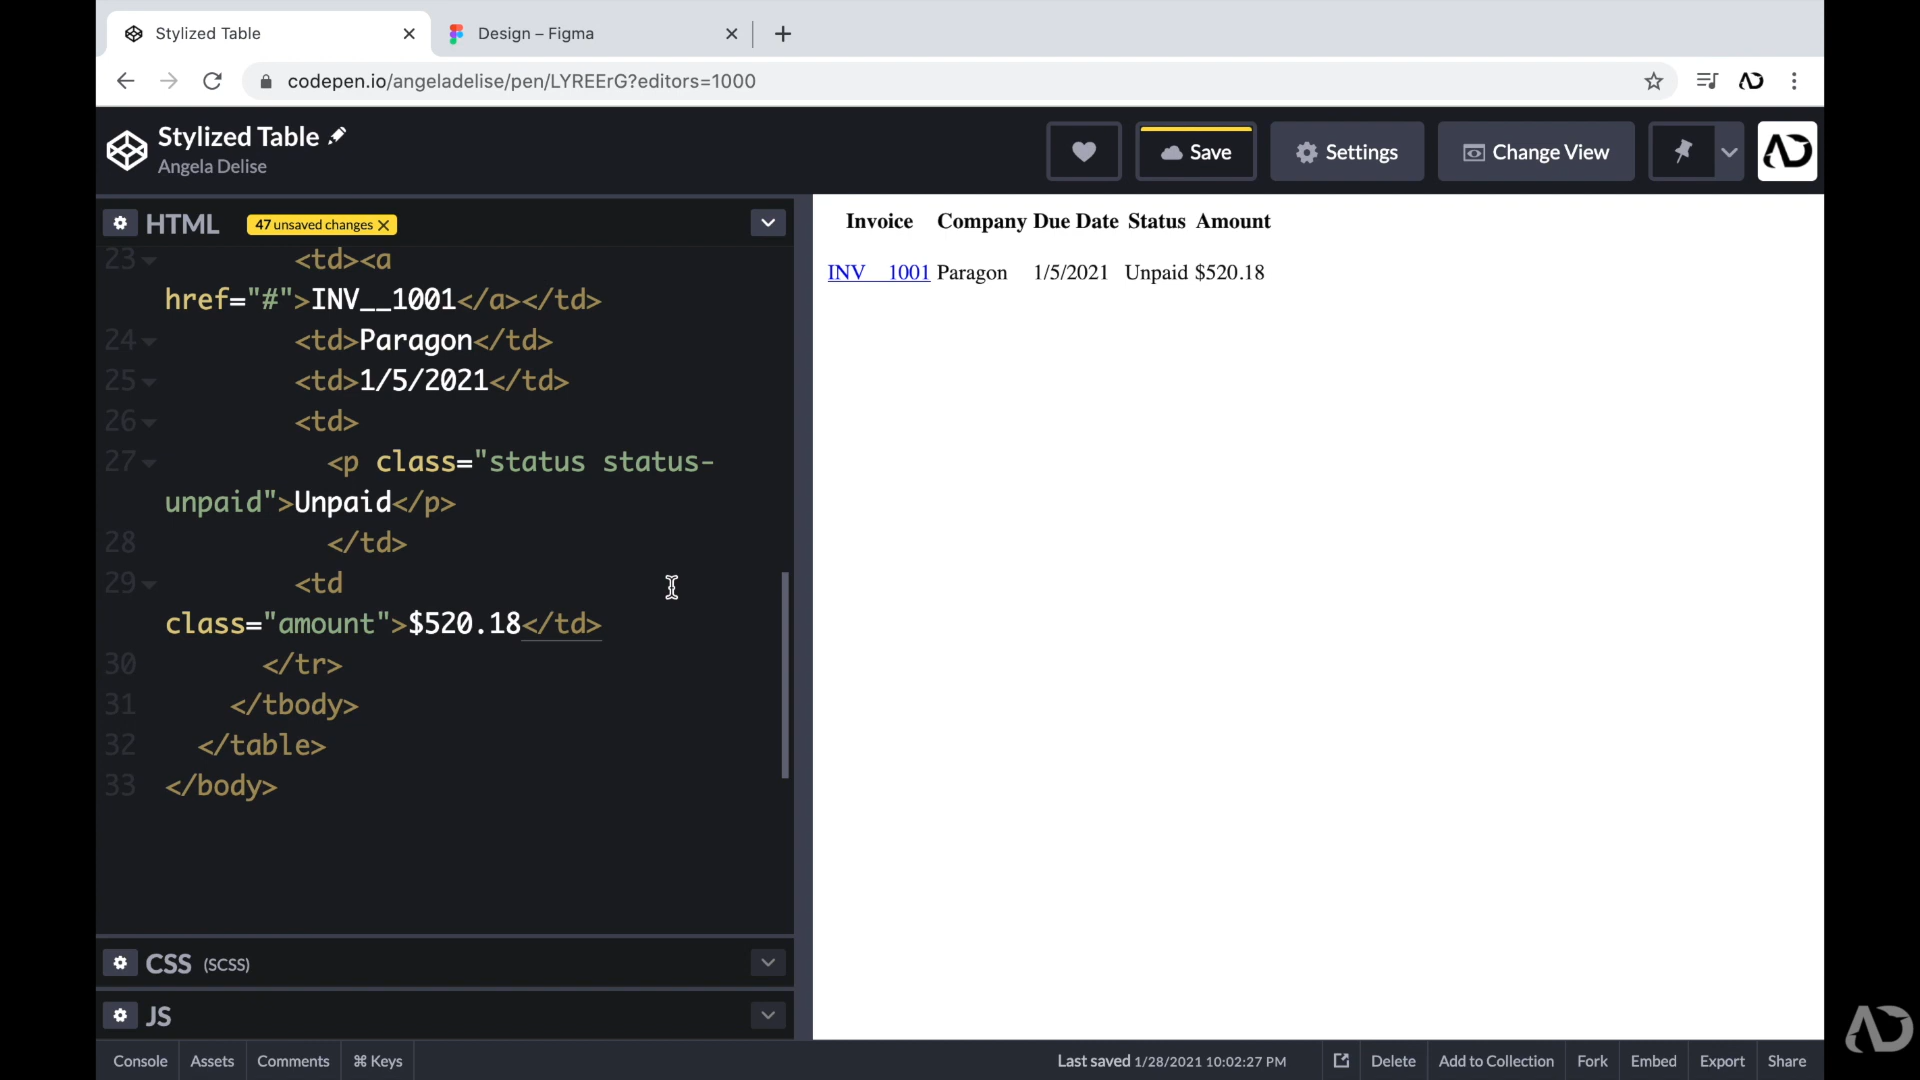 Stylized Table
Design – Figma
codepen.io/angeladelise/pen/LYREErG?editors=1000
Stylized Table
Angela Delise
Save
Settings
Change View
HTML
47 unsaved changes
23 <td><a
href="#">INV__1001</a></td>
24 <td>Paragon</td>
25 <td>1/5/2021</td>
26 <td>
27 <p class="status status-
unpaid">Unpaid</p>
28 </td>
29 <td
class="amount">$520.18</td>
30 </tr>
31 </tbody>
32 </table>
33 </body>
Invoice Company Due Date Status Amount
INV__1001 Paragon 1/5/2021 Unpaid $520.18
CSS (SCSS)
JS
Console Assets Comments ⌘ Keys
Last saved 1/28/2021 10:02:27 PM Delete Add to Collection Fork Embed Export Share